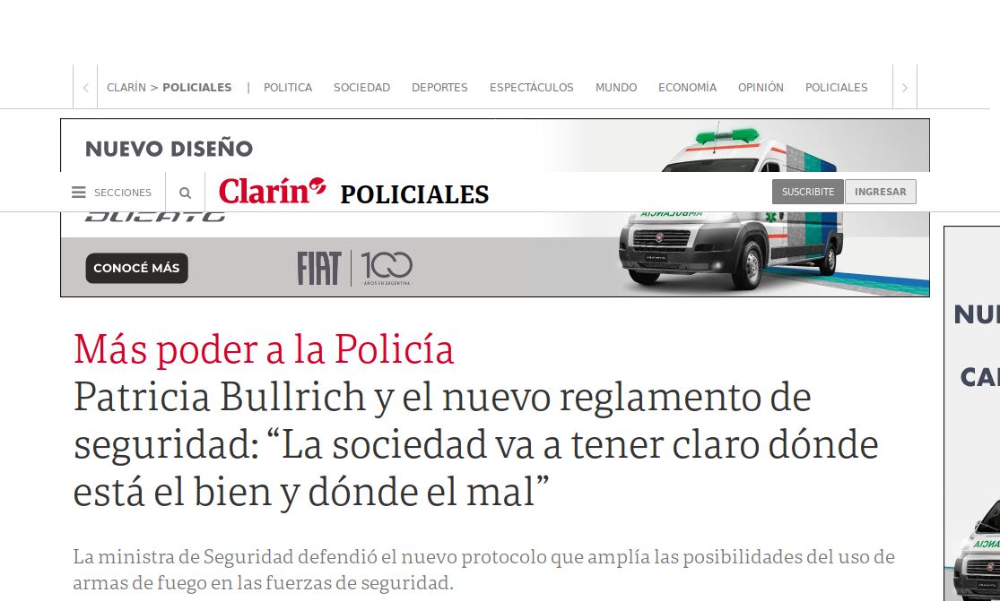 CLARÍN > POLICIALES | POLITICA SOCIEDAD DEPORTES ESPECTÁCULOS MUNDO ECONOMÍA OPINIÓN POLICIALES
NUEVO DISEÑO
SECCIONES Clarín POLICIALES SUSCRIBITE INGRESAR
CONOCÉ MÁS FIAT 100
AÑOS EN ARGENTINA
Más poder a la Policía
Patricia Bullrich y el nuevo reglamento de
seguridad: “La sociedad va a tener claro dónde
está el bien y dónde el mal”
La ministra de Seguridad defendió el nuevo protocolo que amplía las posibilidades del uso de
armas de fuego en las fuerzas de seguridad.
NU
CA